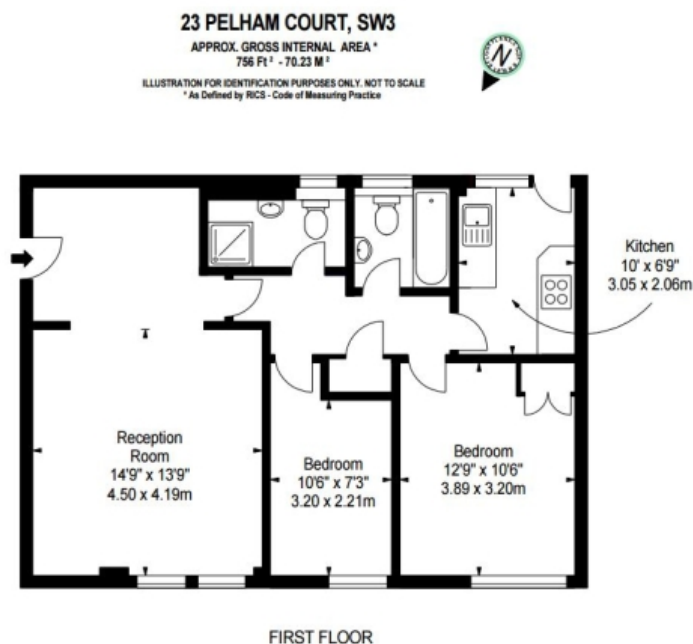 23 PELHAM COURT, SW3
APPROX. GROSS INTERNAL AREA *
756 Ft ² - 70.23 M ²
ILLUSTRATION FOR IDENTIFICATION PURPOSES ONLY. NOT TO SCALE
* As Defined by RICS - Code of Measuring Practice
N
Kitchen
10' x 6'9"
3.05 x 2.06m
Reception
Room
14'9" x 13'9"
4.50 x 4.19m
Bedroom
10'6" x 7'3"
3.20 x 2.21m
Bedroom
12'9" x 10'6"
3.89 x 3.20m
FIRST FLOOR